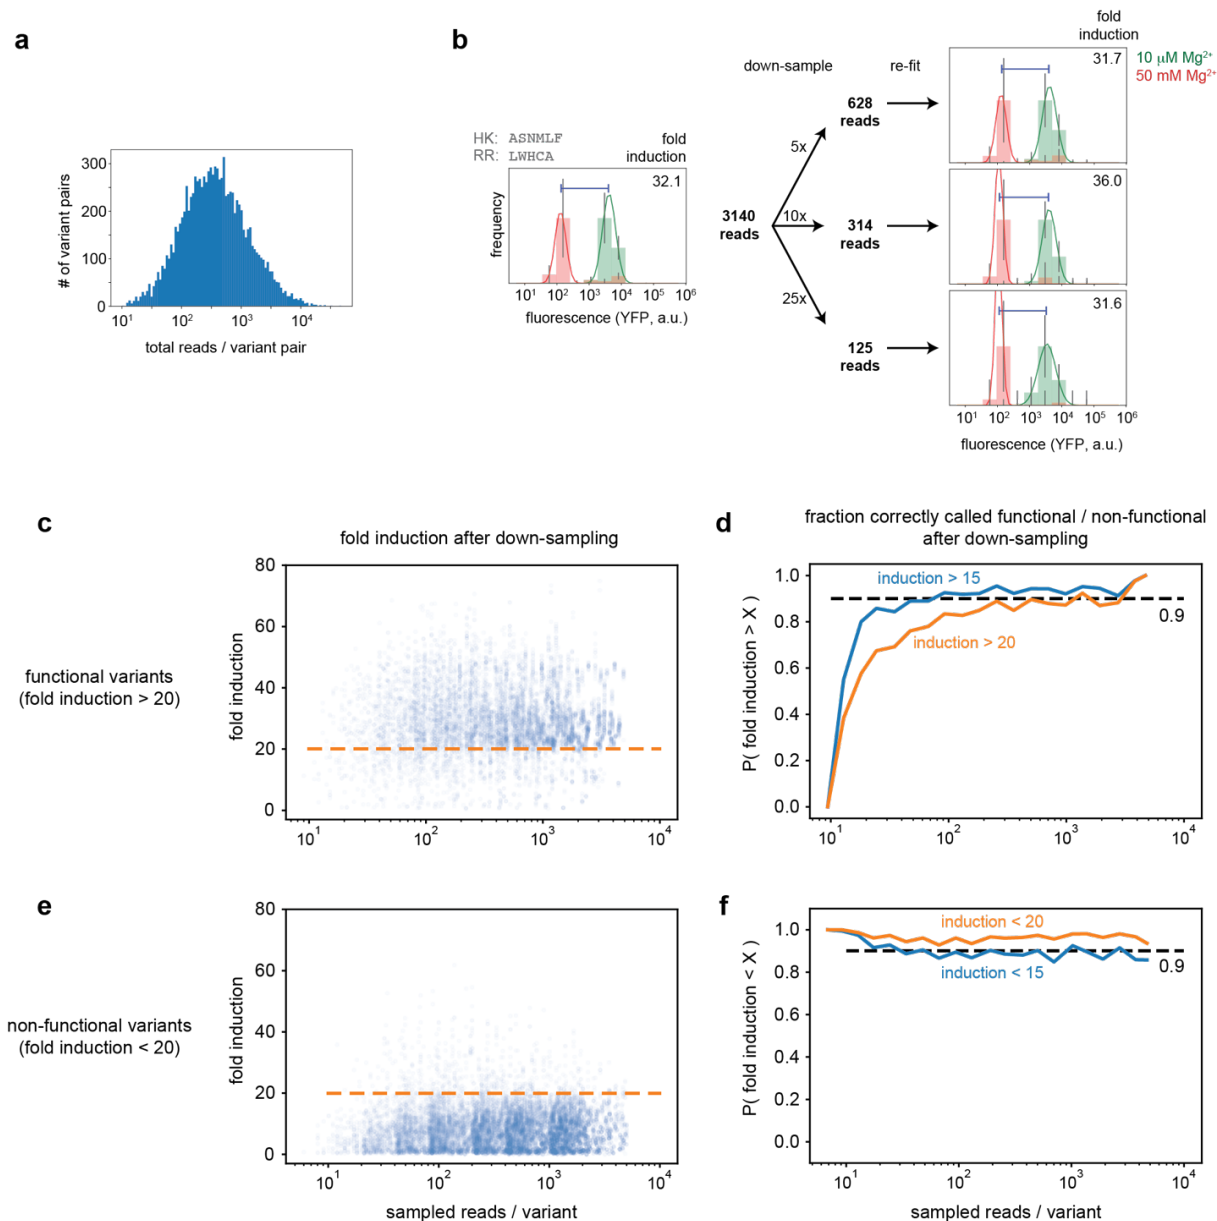 a
300
200
100
0
# of variant pairs
10¹ 10² 10³ 10⁴
total reads / variant pair
b
HK: ASNMLF
RR: LWHCA
fold
induction
32.1
frequency
10¹ 10² 10³ 10⁴ 10⁵ 10⁶
fluorescence (YFP, a.u.)
down-sample
re-fit
3140
reads
5x
10x
25x
628
reads
314
reads
125
reads
fold
induction
31.7
10 μM Mg²⁺
50 mM Mg²⁺
36.0
31.6
10¹ 10² 10³ 10⁴ 10⁵ 10⁶
fluorescence (YFP, a.u.)
c
fold induction after down-sampling
functional variants
(fold induction > 20)
fold induction
80
60
40
20
0
10¹ 10² 10³ 10⁴
d
fraction correctly called functional / non-functional
after down-sampling
P( fold induction > X )
1.0
0.8
0.6
0.4
0.2
0.0
induction > 15
induction > 20
0.9
10¹ 10² 10³ 10⁴
e
non-functional variants
(fold induction < 20)
fold induction
80
60
40
20
0
10¹ 10² 10³ 10⁴
sampled reads / variant
f
P( fold induction < X )
1.0
0.8
0.6
0.4
0.2
0.0
induction < 20
induction < 15
0.9
10¹ 10² 10³ 10⁴
sampled reads / variant